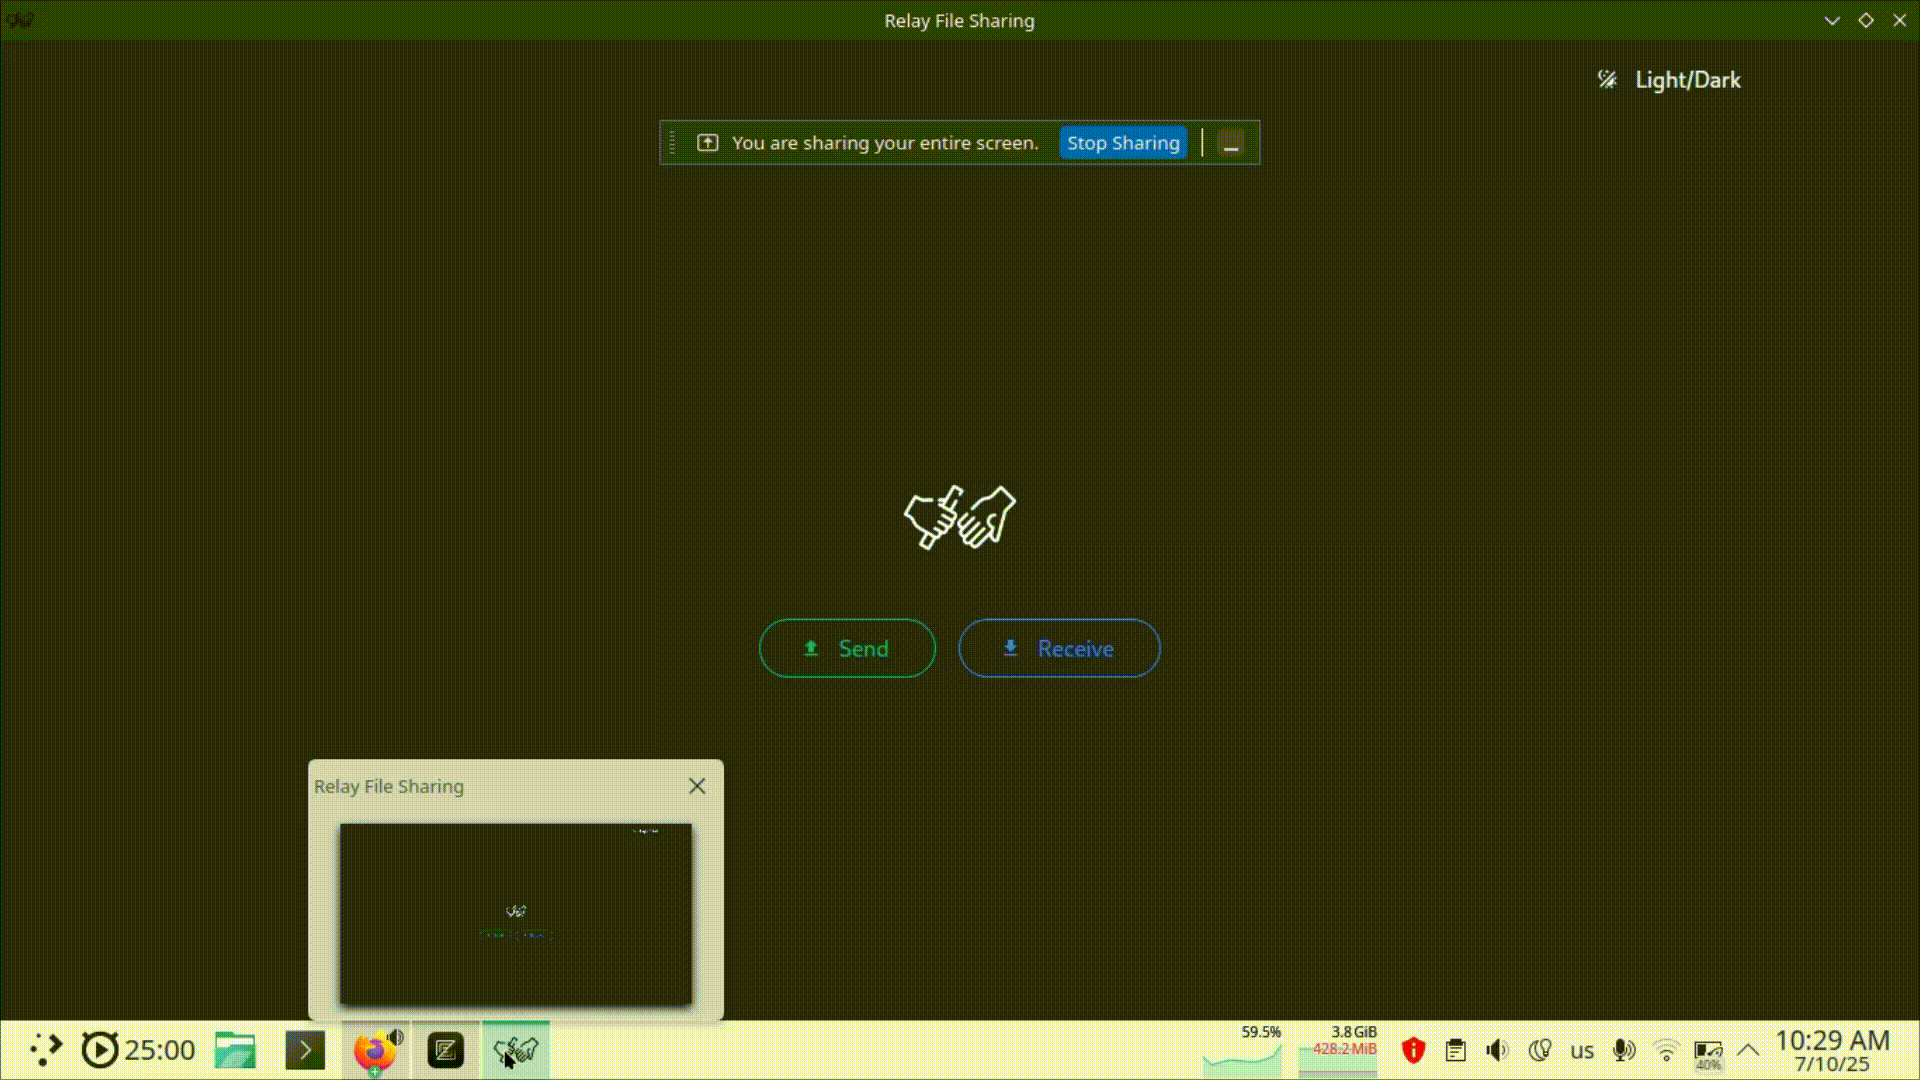 Relay File Sharing
Light/Dark
You are sharing your entire screen. Stop Sharing
Send Receive
Relay File Sharing
25:00
59.5% 3.8 GiB
428.2 MiB
us
40%
10:29 AM
7/10/25